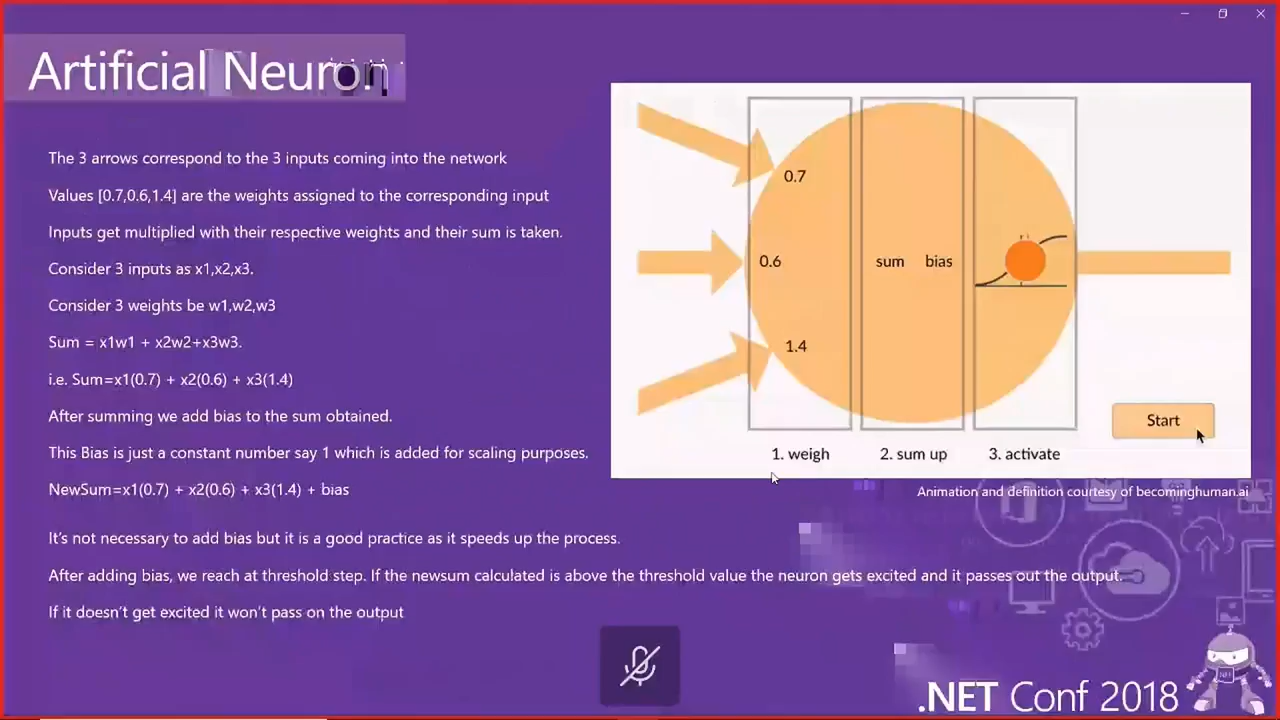 Artificial Neuron
The 3 arrows correspond to the 3 inputs coming into the network
Values [0.7,0.6,1.4] are the weights assigned to the corresponding input
Inputs get multiplied with their respective weights and their sum is taken.
Consider 3 inputs as x1,x2,x3.
Consider 3 weights be w1,w2,w3
Sum = x1w1 + x2w2+x3w3.
i.e. Sum=x1(0.7) + x2(0.6) + x3(1.4)
After summing we add bias to the sum obtained.
This Bias is just a constant number say 1 which is added for scaling purposes.
NewSum=x1(0.7) + x2(0.6) + x3(1.4) + bias
It's not necessary to add bias but it is a good practice as it speeds up the process.
After adding bias, we reach at threshold step. If the newsum calculated is above the threshold value the neuron gets excited and it passes out the output.
If it doesn't get excited it won't pass on the output
0.7
0.6 sum bias
1.4
Start
1. weigh 2. sum up 3. activate
Animation and definition courtesy of becominghuman.ai
.NET Conf 2018